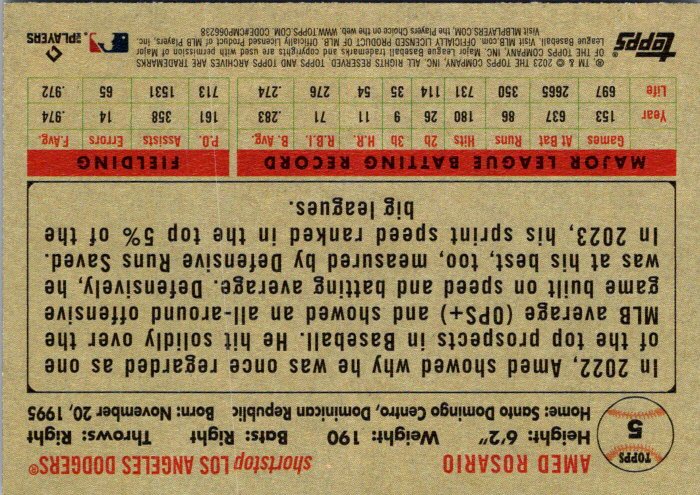 TOPPS
5
AMED ROSARIO shortstop LOS ANGELES DODGERS®
Height: 6'2" Weight: 190 Bats: Right Throws: Right
Home: Santo Domingo Centro, Dominican Republic Born: November 20, 1995
In 2022, Amed showed why he was once regarded as one
of the top prospects in Baseball. He hit solidly over the
MLB average (OPS+) and showed an all-around offensive
game built on speed and batting average. Defensively, he
was at his best, too, measured by Defensive Runs Saved.
In 2023, his sprint speed ranked in the top 5% of the
big leagues.
MAJOR LEAGUE BATTING RECORD FIELDING
Games At Bat Runs Hits 2b 3b H.R. R.B.I. B. Avg. P.O. Assists Errors F.Avg.
Year 153 637 86 180 26 9 11 71 .283 161 358 14 .974
Life 697 2665 350 731 114 35 54 276 .274 713 1531 65 .972
topps
™ & © 2023 THE TOPPS COMPANY, INC. ALL RIGHTS RESERVED. TOPPS AND TOPPS ARCHIVES ARE TRADEMARKS
OF THE TOPPS COMPANY, INC. Major League Baseball trademarks and copyrights are used with permission of Major
League Baseball. Visit MLB.com. OFFICIALLY LICENSED PRODUCT OF MLB Officially Licensed Product of MLB Players, Inc.
Visit MLBPLAYERS.com, the Players Choice on the web. WWW.TOPPS.COM CODE#CMP066238
MLB PLAYERS